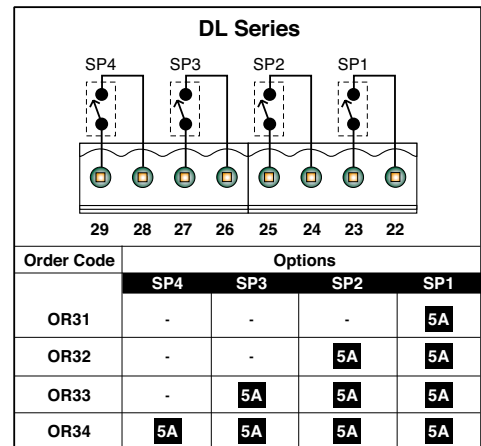 DL Series
SP4 SP3 SP2 SP1
29 28 27 26 25 24 23 22
Order Code Options
SP4 SP3 SP2 SP1
OR31 - - - 5A
OR32 - - 5A 5A
OR33 - 5A 5A 5A
OR34 5A 5A 5A 5A